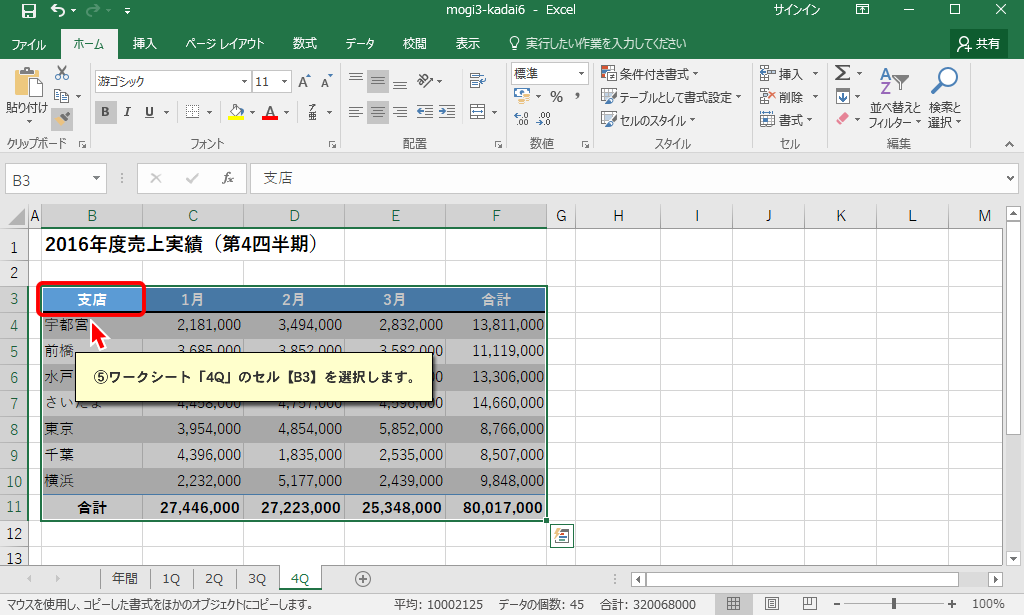 mogi3-kadai6 - Excel
サインイン
ファイル ホーム 挿入 ページ レイアウト 数式 データ 校閲 表示 実行したい作業を入力してください 共有
貼り付け
クリップボード
游ゴシック 11
B I U
フォント
配置
標準
% ,
数値
条件付き書式
テーブルとして書式設定
セルのスタイル
スタイル
挿入
削除
書式
セル
並べ替えと
フィルター
検索と
選択
編集
B3 fx 支店
A B C D E F G H I J K L M
1 2016年度売上実績（第4四半期）
2
3 支店 1月 2月 3月 合計
4 宇都宮 2,181,000 3,494,000 2,832,000 13,811,000
5 前橋 3,685,000 3,852,000 3,582,000 11,119,000
⑤ワークシート「4Q」のセル【B3】を選択します。
6 水戸 13,306,000
7 さいたま 4,458,000 4,757,000 4,596,000 14,660,000
8 東京 3,954,000 4,854,000 5,852,000 8,766,000
9 千葉 4,396,000 1,835,000 2,535,000 8,507,000
10 横浜 2,232,000 5,177,000 2,439,000 9,848,000
11 合計 27,446,000 27,223,000 25,348,000 80,017,000
12
13
年間 1Q 2Q 3Q 4Q
マウスを使用し、コピーした書式をほかのオブジェクトにコピーします。 平均: 10002125 データの個数: 45 合計: 320068000 100%